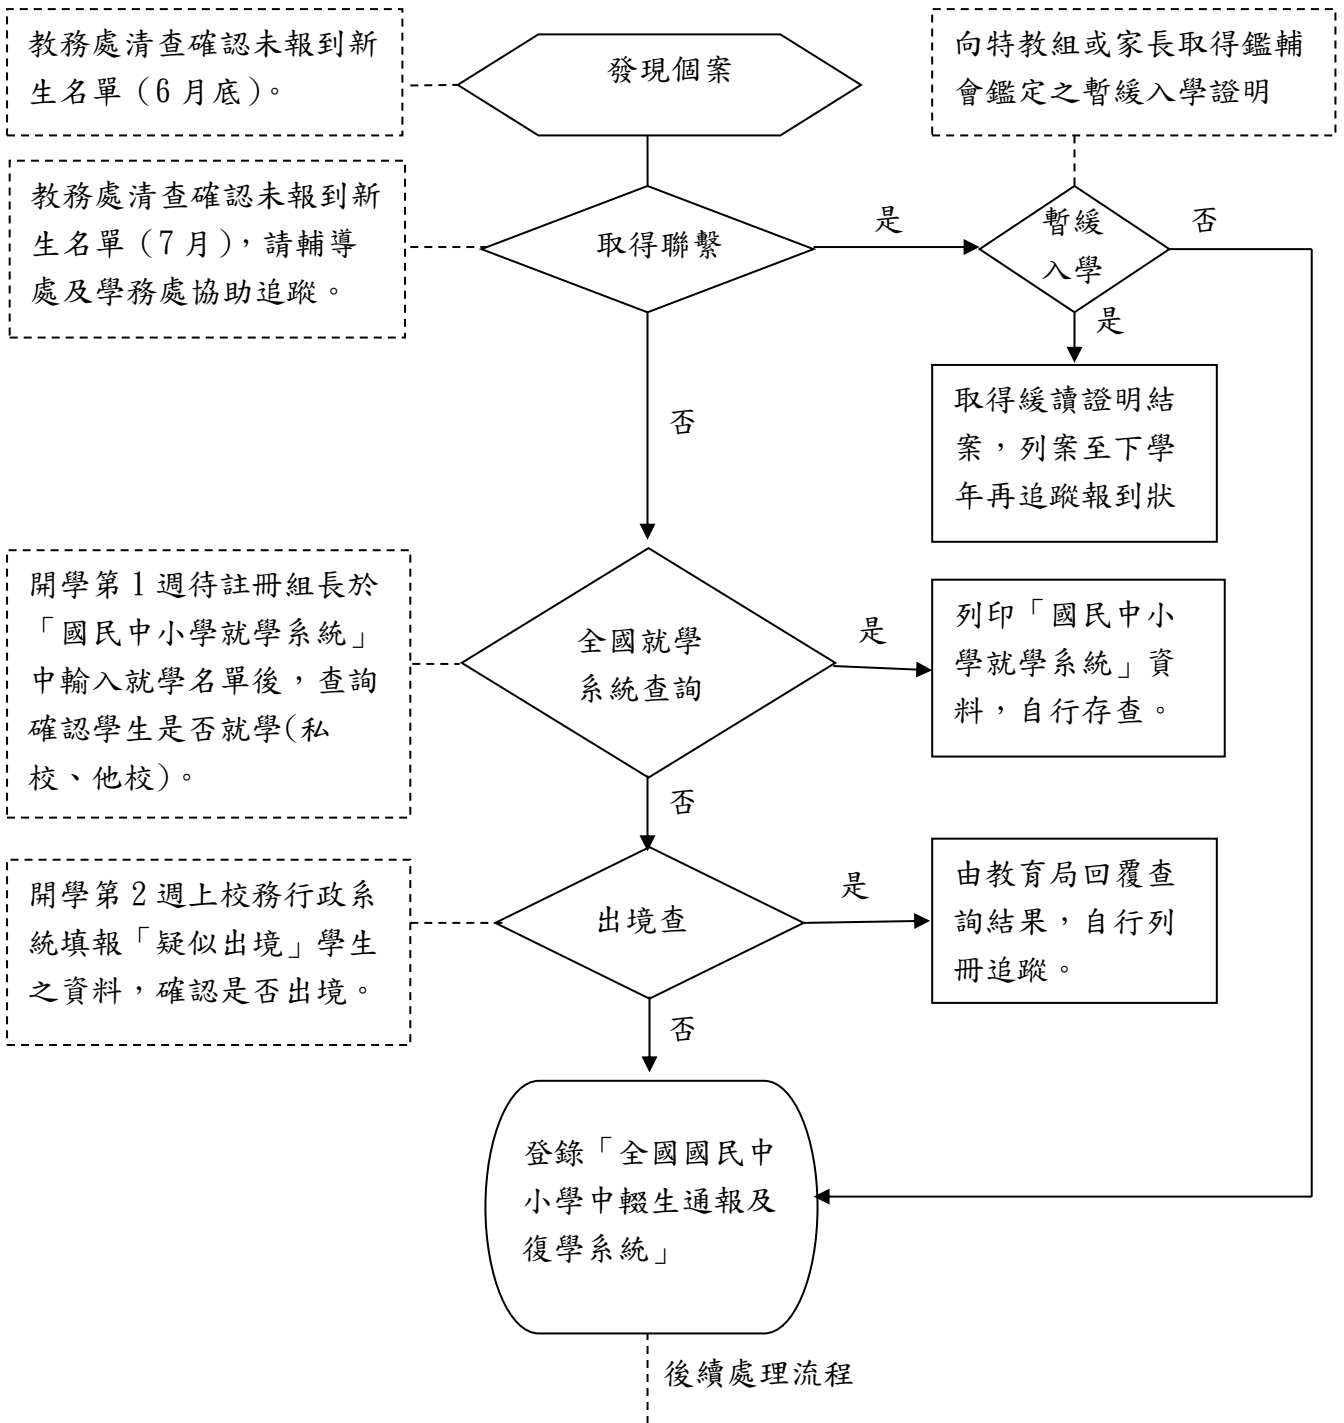 教務處清查確認未報到新
生名單（6 月底）。
發現個案
向特教組或家長取得鑑輔
會鑑定之暫緩入學證明
教務處清查確認未報到新
生名單（7 月），請輔導
處及學務處協助追蹤。
取得聯繫
是
暫緩
入學
否
是
取得緩讀證明結
案，列案至下學
年再追蹤報到狀
否
開學第 1 週待註冊組長於
「國民中小學就學系統」
中輸入就學名單後，查詢
確認學生是否就學(私
校、他校)。
全國就學
系統查詢
是
列印「國民中小
學就學系統」資
料，自行存查。
否
開學第 2 週上校務行政系
統填報「疑似出境」學生
之資料，確認是否出境。
出境查
是
由教育局回覆查
詢結果，自行列
冊追蹤。
否
登錄「全國國民中
小學中輟生通報及
復學系統」
後續處理流程